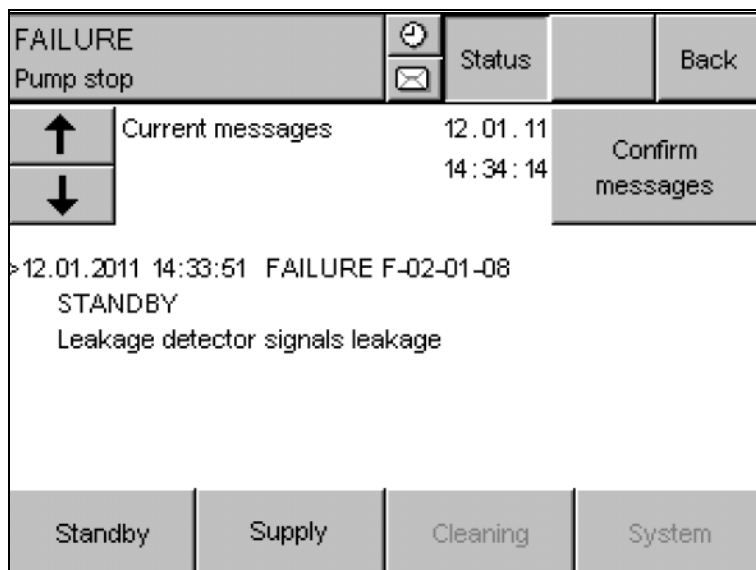 FAILURE
Pump stop
Status
Back
Current messages
12.01.11
14:34:14
Confirm
messages
>12.01.2011 14:33:51 FAILURE F-02-01-08
STANDBY
Leakage detector signals leakage
Standby
Supply
Cleaning
System